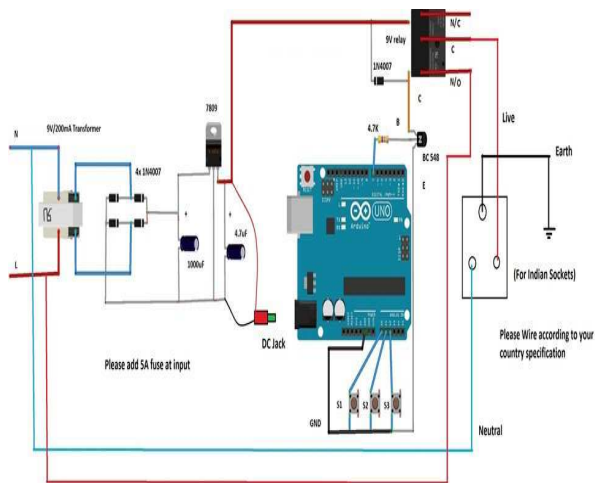 N/C
9V relay
C
1N4007
N/O
7809
C
9V/200mA Transformer
4.7K
B
Live
N
4x 1N4007
BC 548
Earth
E
UNO
ARDUINO
+
+
4.7uF
1000uF
L
(For Indian Sockets)
DC Jack
Please Wire according to your
country specification
Please add 5A fuse at input
S1
S2
S3
GND
Neutral